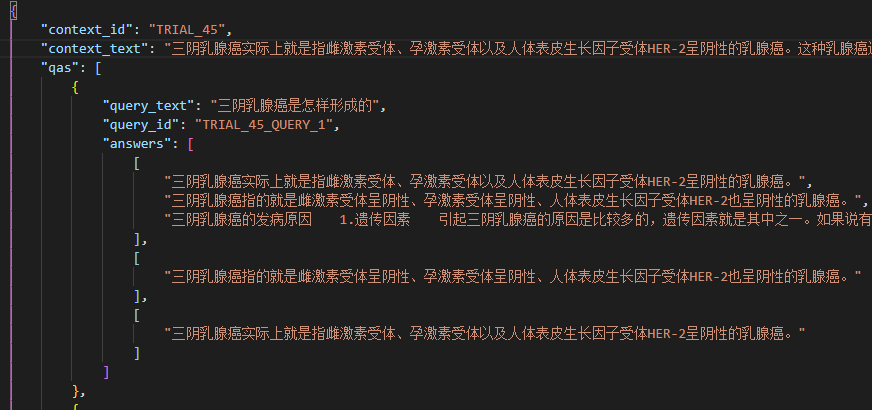 {
"context_id": "TRIAL_45",
"context_text": "三阴乳腺癌实际上就是指雌激素受体、孕激素受体以及人体表皮生长因子受体HER-2呈阴性的乳腺癌。这种乳腺癌
"qas": [
{
"query_text": "三阴乳腺癌是怎样形成的",
"query_id": "TRIAL_45_QUERY_1",
"answers": [
[
"三阴乳腺癌实际上就是指雌激素受体、孕激素受体以及人体表皮生长因子受体HER-2呈阴性的乳腺癌。",
"三阴乳腺癌指的就是雌激素受体呈阴性、孕激素受体呈阴性、人体表皮生长因子受体HER-2也呈阴性的乳腺癌。",
"三阴乳腺癌的发病原因 1.遗传因素 引起三阴乳腺癌的原因是比较多的，遗传因素就是其中之一。如果说有
],
[
"三阴乳腺癌指的就是雌激素受体呈阴性、孕激素受体呈阴性、人体表皮生长因子受体HER-2也呈阴性的乳腺癌。"
],
[
"三阴乳腺癌实际上就是指雌激素受体、孕激素受体以及人体表皮生长因子受体HER-2呈阴性的乳腺癌。"
]
]
},
{